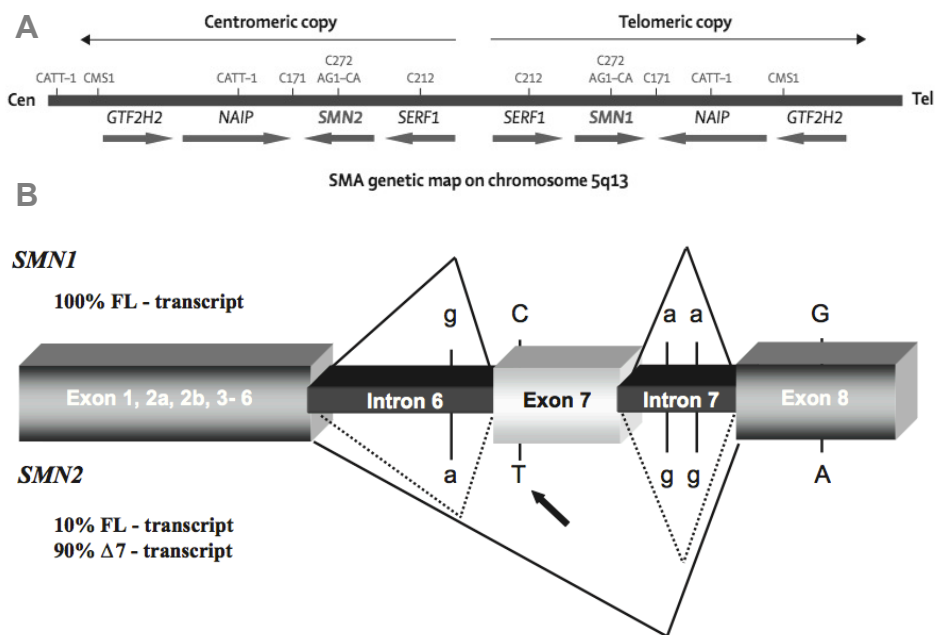 A
Centromeric copy Telomeric copy
C272 C272
CATT–1 CMS1 CATT–1 C171 AG1–CA C212 C212 AG1–CA C171 CATT–1 CMS1
Cen Tel
GTF2H2 NAIP SMN2 SERF1 SERF1 SMN1 NAIP GTF2H2
SMA genetic map on chromosome 5q13
B
SMN1
100% FL - transcript
g C a a G
Exon 1, 2a, 2b, 3- 6 Intron 6 Exon 7 Intron 7 Exon 8
a T g g A
SMN2
10% FL - transcript
90% Δ7 - transcript